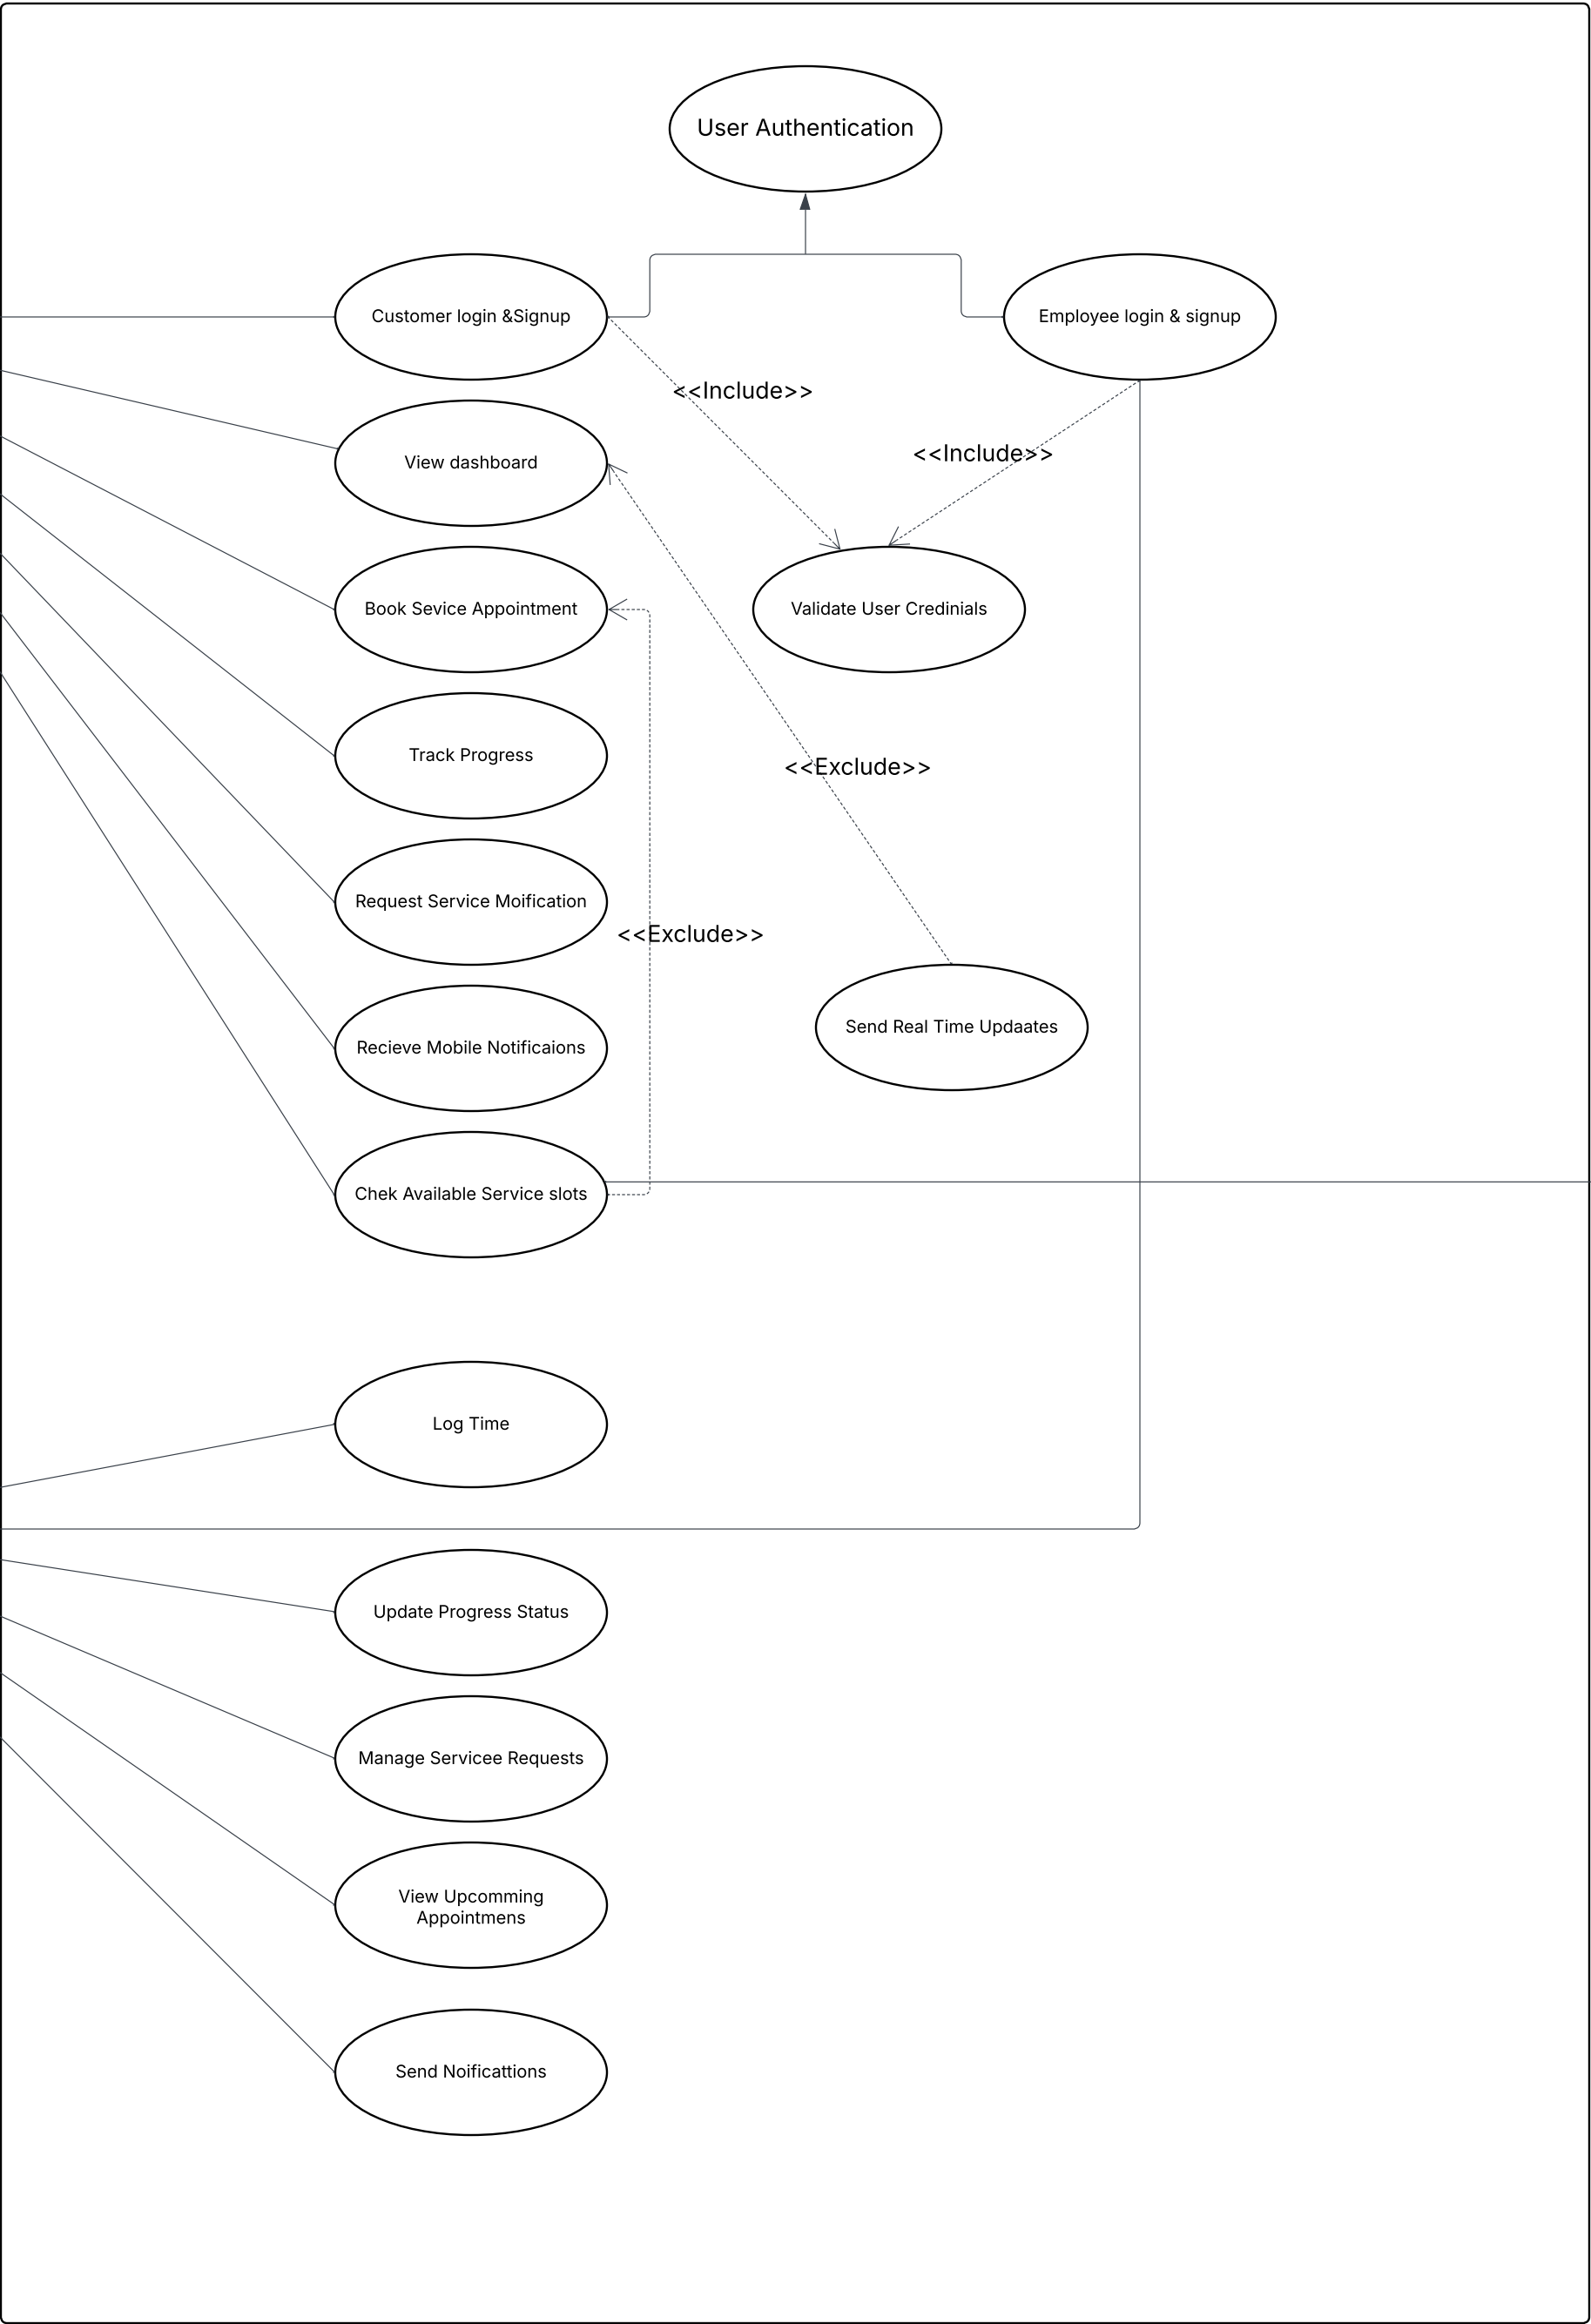 User Authentication
Customer login &Signup
Employee login & signup
<<Include>>
<<Include>>
View dashboard
Book Sevice Appointment
Validate User Credinials
Track Progress
<<Exclude>>
Request Service Moification
<<Exclude>>
Send Real Time Updaates
Recieve Mobile Notificaions
Chek Available Service slots
Log Time
Update Progress Status
Manage Servicee Requests
View Upcomming
Appointmens
Send Noificattions